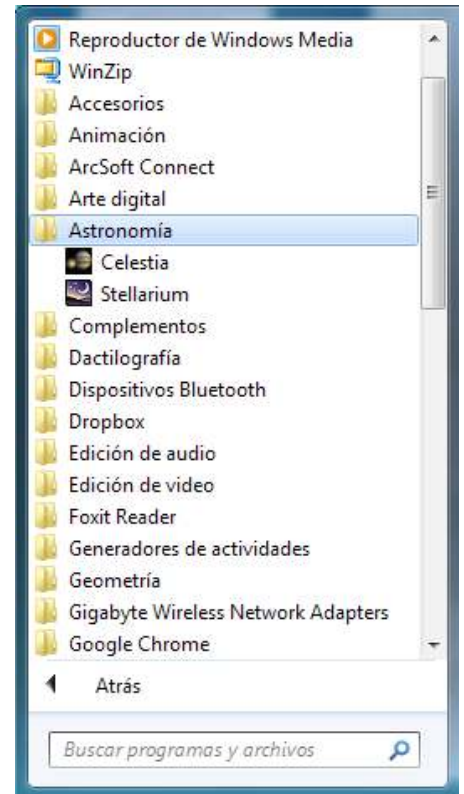 Reproductor de Windows Media
WinZip
Accesorios
Animación
ArcSoft Connect
Arte digital
Astronomía
Celestia
Stellarium
Complementos
Dactilografía
Dispositivos Bluetooth
Dropbox
Edición de audio
Edición de video
Foxit Reader
Generadores de actividades
Geometría
Gigabyte Wireless Network Adapters
Google Chrome
Atrás
Buscar programas y archivos